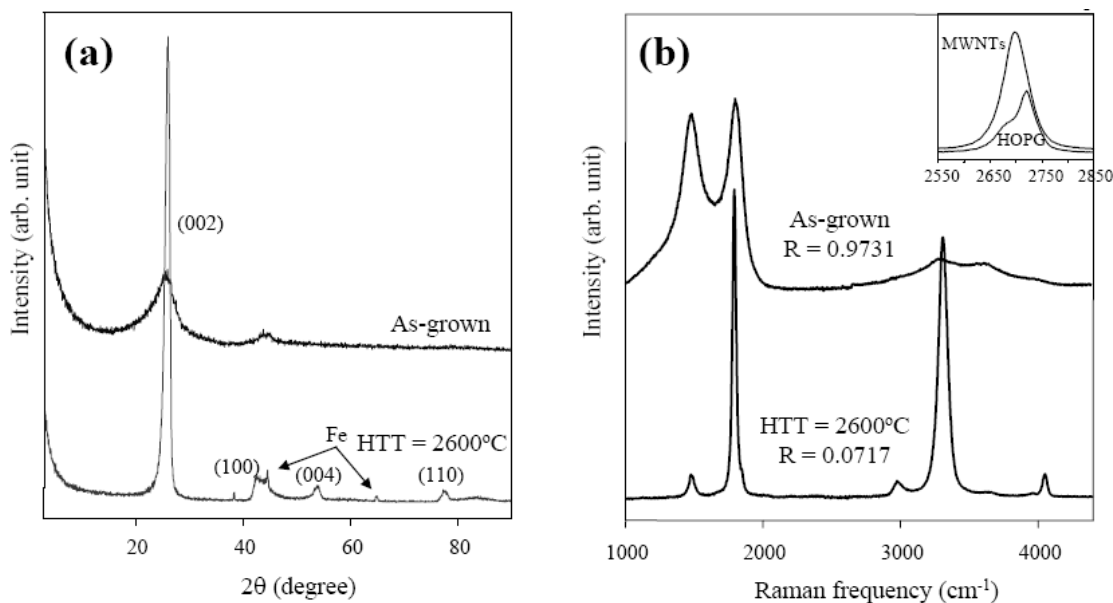 (a)
(002)
As-grown
Fe
HTT = 2600ºC
(100)
(004)
(110)
20
40
60
80
2θ (degree)
Intensity (arb. unit)
(b)
MWNTs
HOPG
2550
2650
2750
2850
As-grown
R = 0.9731
HTT = 2600ºC
R = 0.0717
1000
2000
3000
4000
Raman frequency (cm-1)
Intensity (arb. unit)